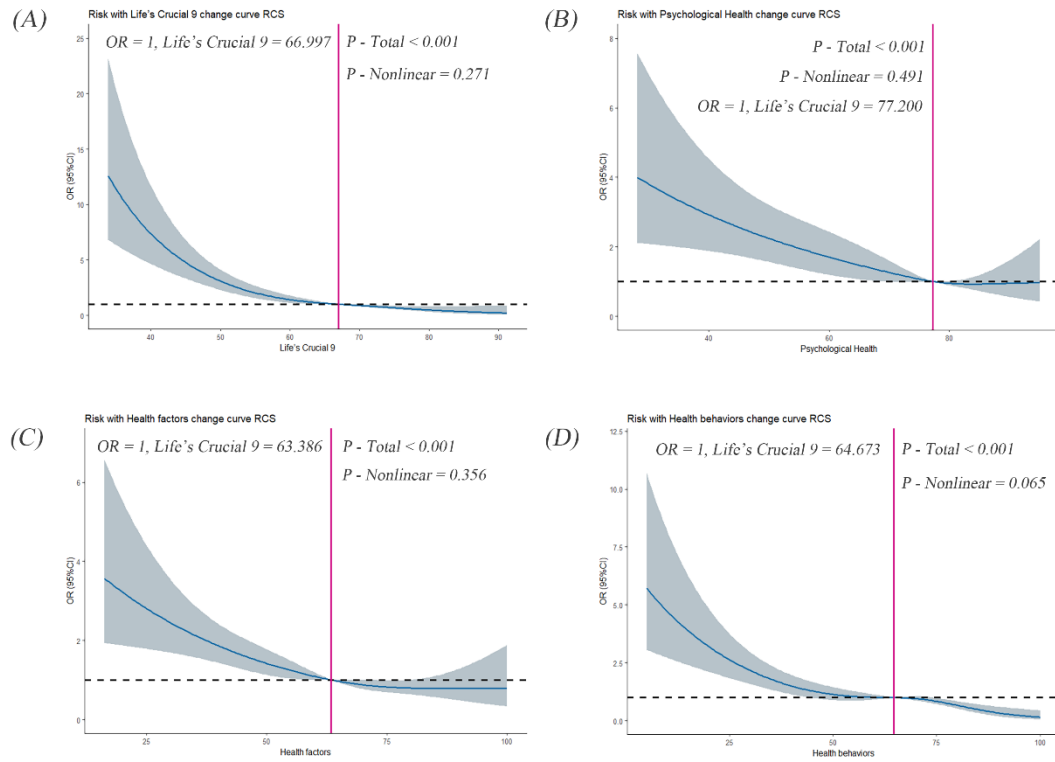 (A)
Risk with Life's Crucial 9 change curve RCS
OR = 1, Life's Crucial 9 = 66.997
P - Total < 0.001
P - Nonlinear = 0.271
OR (95%CI)
25
20
15
10
5
0
40
50
60
70
80
90
Life's Crucial 9
(B)
Risk with Psychological Health change curve RCS
P - Total < 0.001
P - Nonlinear = 0.491
OR = 1, Life's Crucial 9 = 77.200
OR (95%CI)
8
6
4
2
0
40
60
80
Psychological Health
(C)
Risk with Health factors change curve RCS
OR = 1, Life's Crucial 9 = 63.386
P - Total < 0.001
P - Nonlinear = 0.356
OR (95%CI)
6
4
2
0
25
50
75
100
Health factors
(D)
Risk with Health behaviors change curve RCS
OR = 1, Life's Crucial 9 = 64.673
P - Total < 0.001
P - Nonlinear = 0.065
OR (95%CI)
12.5
10.0
7.5
5.0
2.5
0.0
25
50
75
100
Health behaviors